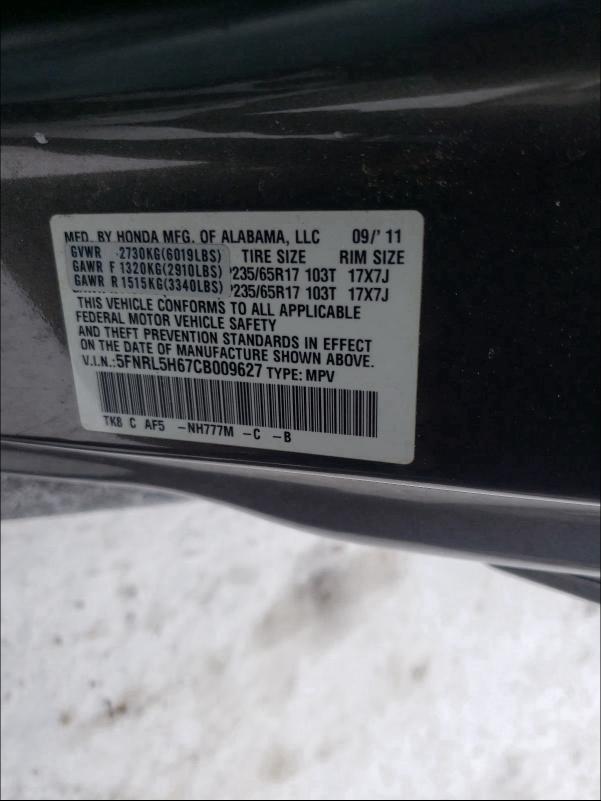 MFD. BY HONDA MFG. OF ALABAMA, LLC 09/' 11
GVWR 2730KG(6019LBS) TIRE SIZE RIM SIZE
GAWR F 1320KG(2910LBS) P235/65R17 103T 17X7J
GAWR R 1515KG(3340LBS) P235/65R17 103T 17X7J
THIS VEHICLE CONFORMS TO ALL APPLICABLE
FEDERAL MOTOR VEHICLE SAFETY
AND THEFT PREVENTION STANDARDS IN EFFECT
ON THE DATE OF MANUFACTURE SHOWN ABOVE.
V.I.N.:5FNRL5H67CB009627 TYPE: MPV
TK8 C AF5 -NH777M -C -B